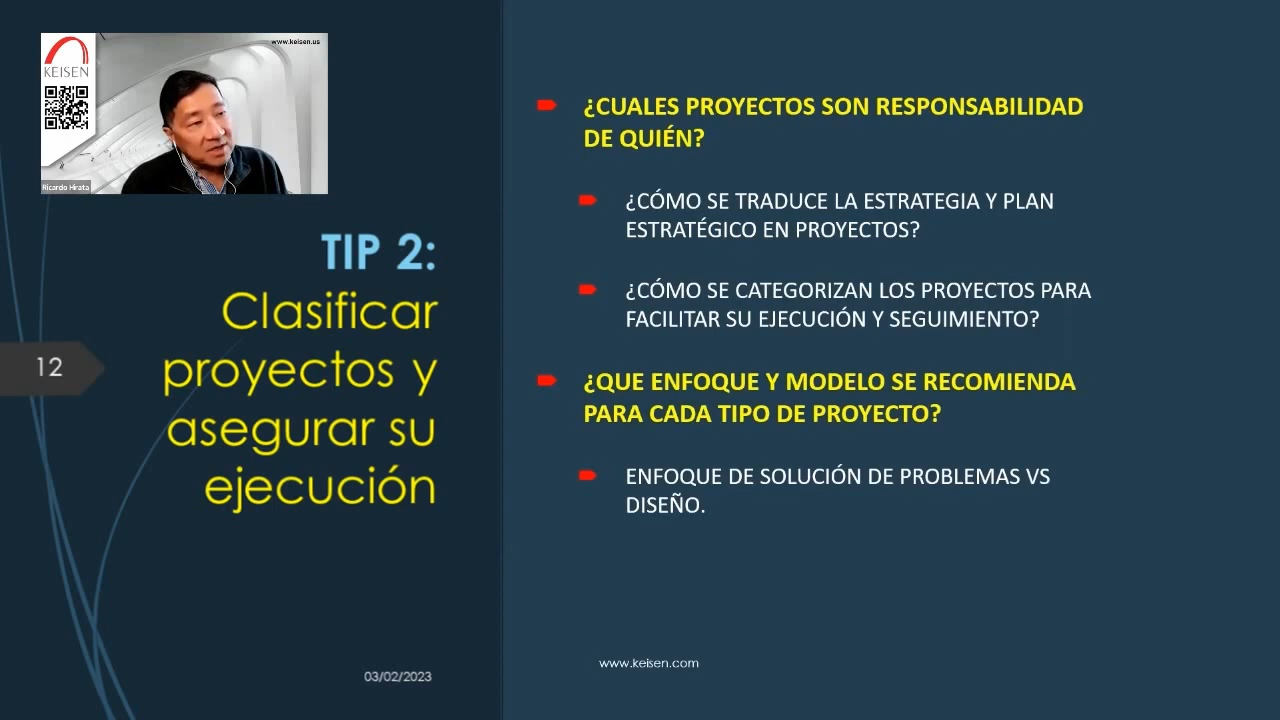 www.keisen.us
KEISEN
Ricardo Hirata
TIP 2:
Clasificar
proyectos y
asegurar su
ejecución
12
03/02/2023
¿CUALES PROYECTOS SON RESPONSABILIDAD
DE QUIÉN?
¿CÓMO SE TRADUCE LA ESTRATEGIA Y PLAN
ESTRATÉGICO EN PROYECTOS?
¿CÓMO SE CATEGORIZAN LOS PROYECTOS PARA
FACILITAR SU EJECUCIÓN Y SEGUIMIENTO?
¿QUE ENFOQUE Y MODELO SE RECOMIENDA
PARA CADA TIPO DE PROYECTO?
ENFOQUE DE SOLUCIÓN DE PROBLEMAS VS
DISEÑO.
www.keisen.com